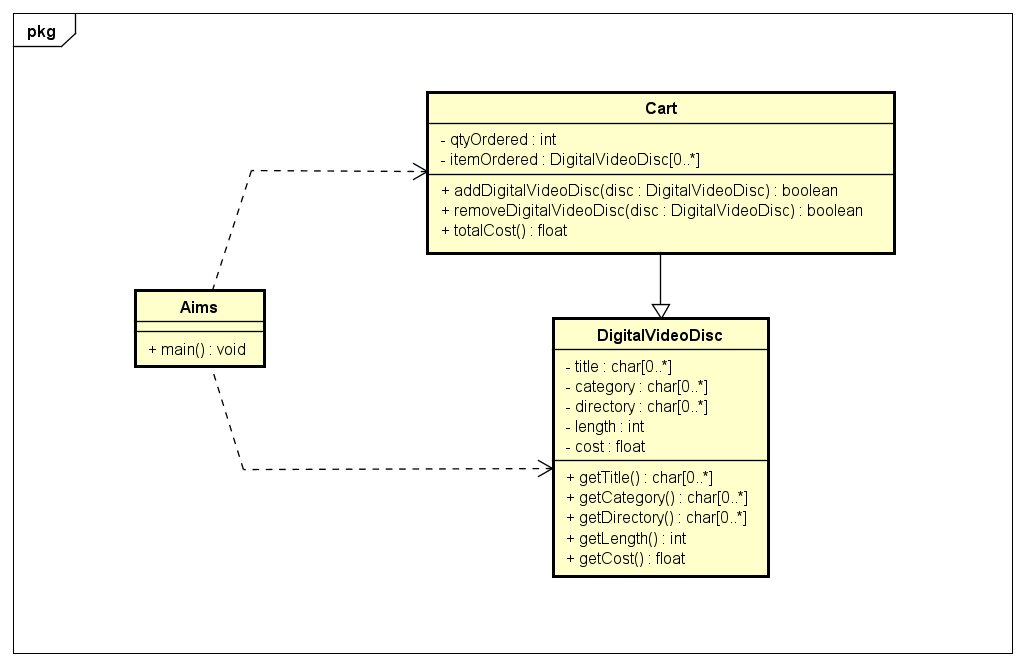 pkg
Cart
- qtyOrdered : int
- itemOrdered : DigitalVideoDisc[0..*]
+ addDigitalVideoDisc(disc : DigitalVideoDisc) : boolean
+ removeDigitalVideoDisc(disc : DigitalVideoDisc) : boolean
+ totalCost() : float
Aims
+ main() : void
DigitalVideoDisc
- title : char[0..*]
- category : char[0..*]
- directory : char[0..*]
- length : int
- cost : float
+ getTitle() : char[0..*]
+ getCategory() : char[0..*]
+ getDirectory() : char[0..*]
+ getLength() : int
+ getCost() : float